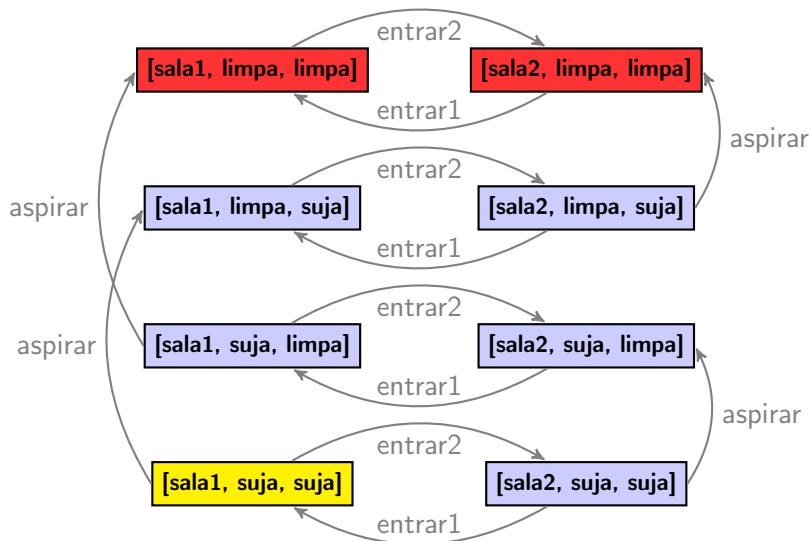 entrar2
[sala1, limpa, limpa]
[sala2, limpa, limpa]
entrar1
aspirar
entrar2
aspirar
[sala1, limpa, suja]
[sala2, limpa, suja]
entrar1
entrar2
aspirar
[sala1, suja, limpa]
[sala2, suja, limpa]
entrar1
aspirar
entrar2
[sala1, suja, suja]
[sala2, suja, suja]
entrar1